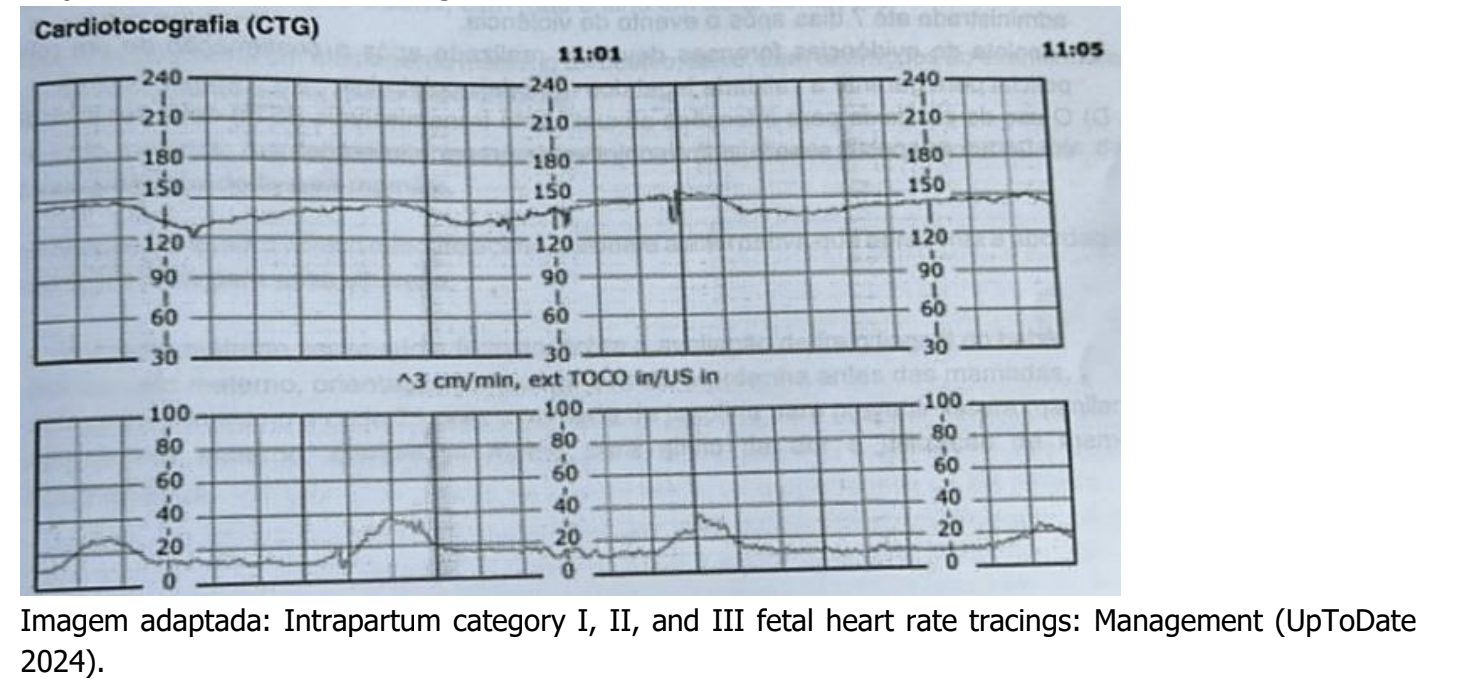 Cardiotocografia (CTG)
11:01 11:05
240 240 240
210 210 210
180 180 180
150 150 150
120 120 120
90 90 90
60 60 60
30 30 30
^3 cm/min, ext TOCO in/US in
100 100 100
80 80 80
60 60 60
40 40 40
20 20 20
0 0 0
Imagem adaptada: Intrapartum category I, II, and III fetal heart rate tracings: Management (UpToDate
2024).